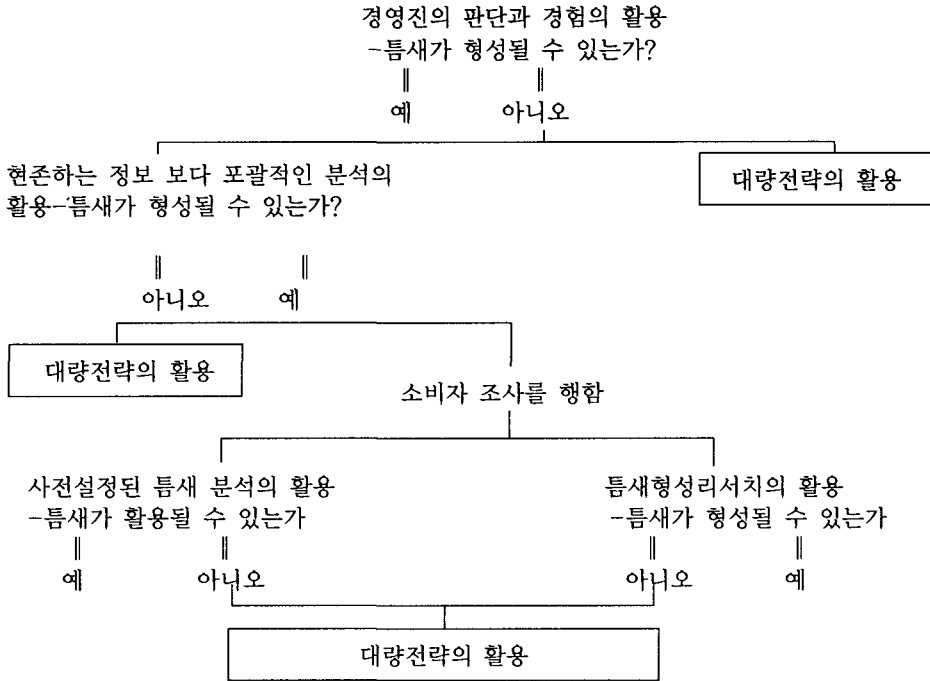 경영진의 판단과 경험의 활용
-틈새가 형성될 수 있는가?
예 아니오
현존하는 정보 보다 포괄적인 분석의
활용-틈새가 형성될 수 있는가?
대량전략의 활용
아니오 예
대량전략의 활용
소비자 조사를 행함
사전설정된 틈새 분석의 활용
-틈새가 활용될 수 있는가
예 아니오
틈새형성리서치의 활용
-틈새가 형성될 수 있는가
아니오 예
대량전략의 활용